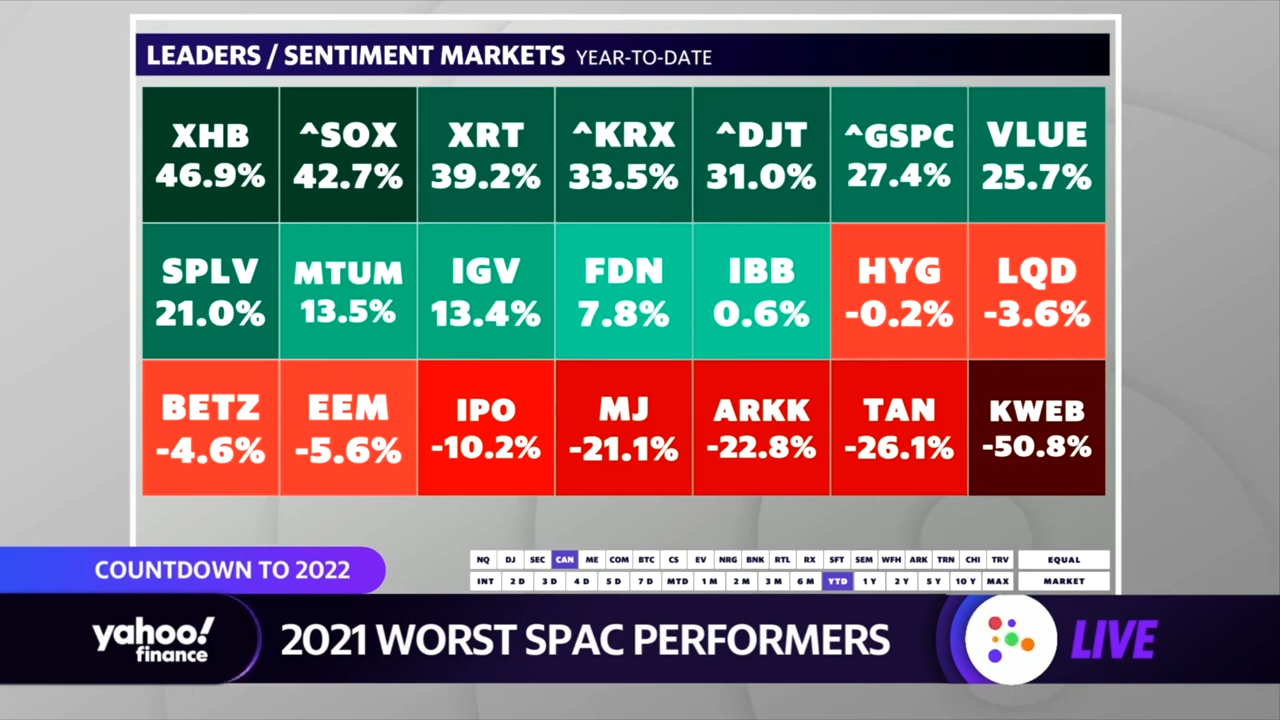 LEADERS / SENTIMENT MARKETS YEAR-TO-DATE
XHB ^SOX XRT ^KRX ^DJT ^GSPC VLUE
46.9% 42.7% 39.2% 33.5% 31.0% 27.4% 25.7%
SPLV MTUM IGV FDN IBB HYG LQD
21.0% 13.5% 13.4% 7.8% 0.6% -0.2% -3.6%
BETZ EEM IPO MJ ARKK TAN KWEB
-4.6% -5.6% -10.2% -21.1% -22.8% -26.1% -50.8%
NQ DJ SEC CAN ME COM BTC CS EV NRG BNK RTL RX SFT SEM WFH ARK TRN CHI TRV EQUAL
INT 2 D 3 D 4 D 5 D 7 D MTD 1 M 2 M 3 M 6 M YTD 1 Y 2 Y 5 Y 10 Y MAX MARKET
COUNTDOWN TO 2022
yahoo!
finance
2021 WORST SPAC PERFORMERS
LIVE